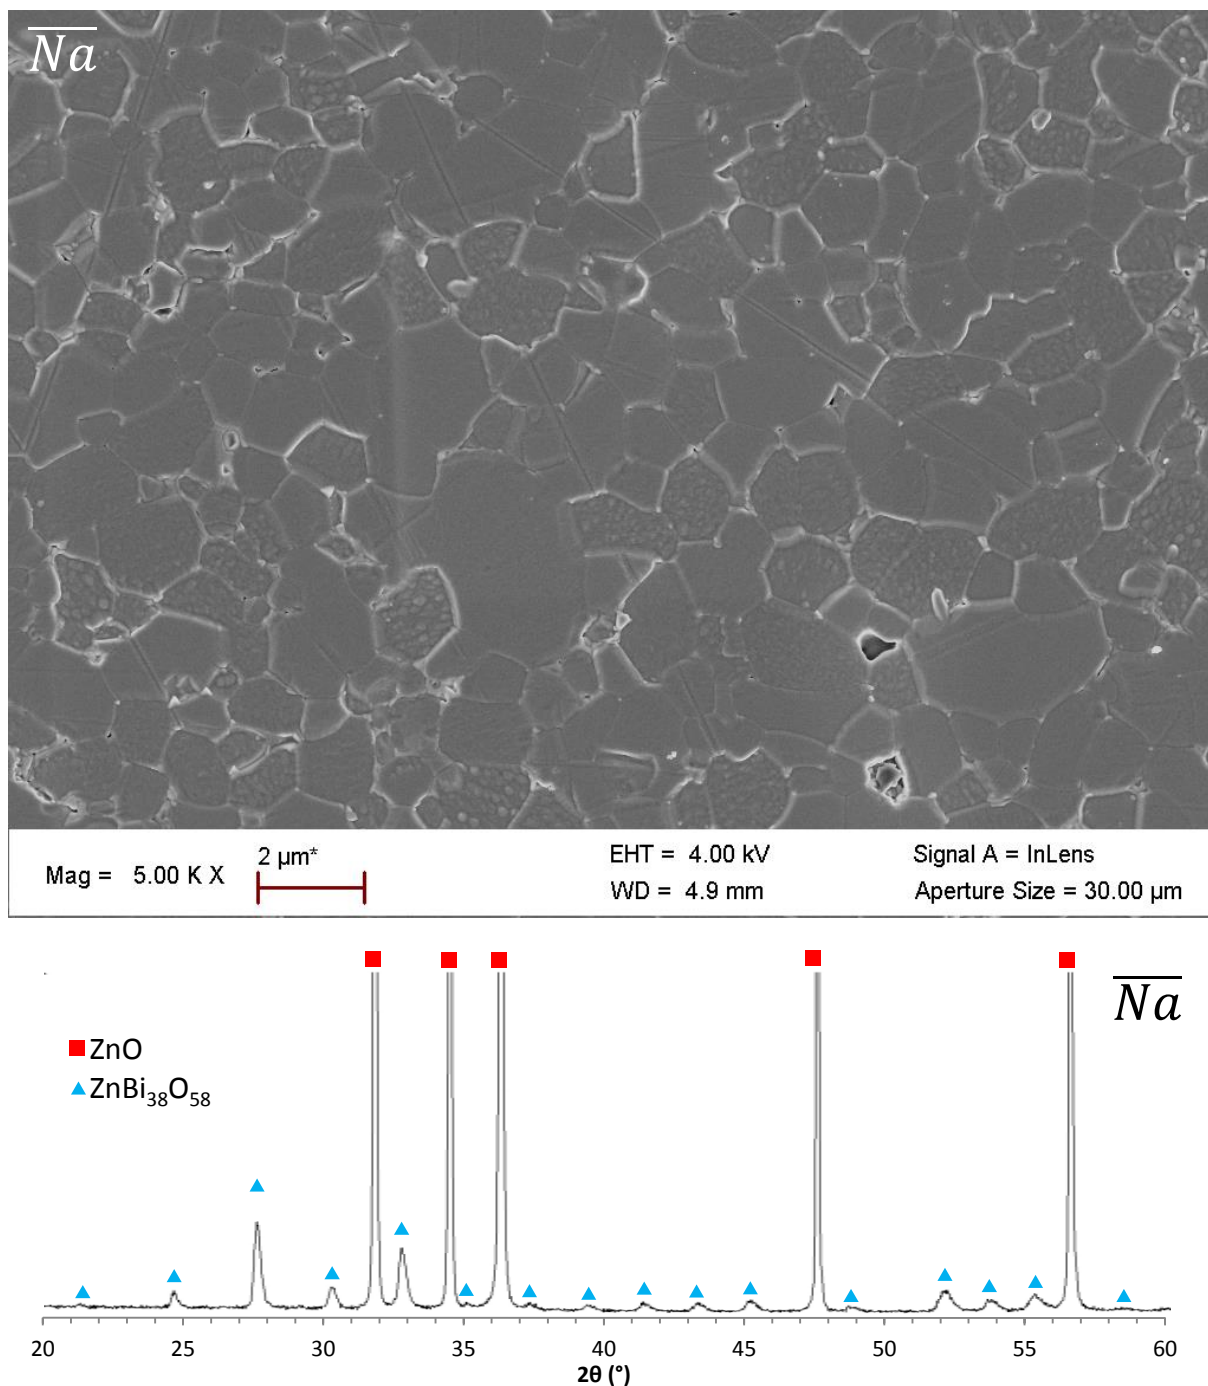 Na
Mag = 5.00 K X
2 µm*
EHT = 4.00 kV
WD = 4.9 mm
Signal A = InLens
Aperture Size = 30.00 µm
Na
ZnO
ZnBi38O58
20 25 30 35 40 45 50 55 60
2θ (°)